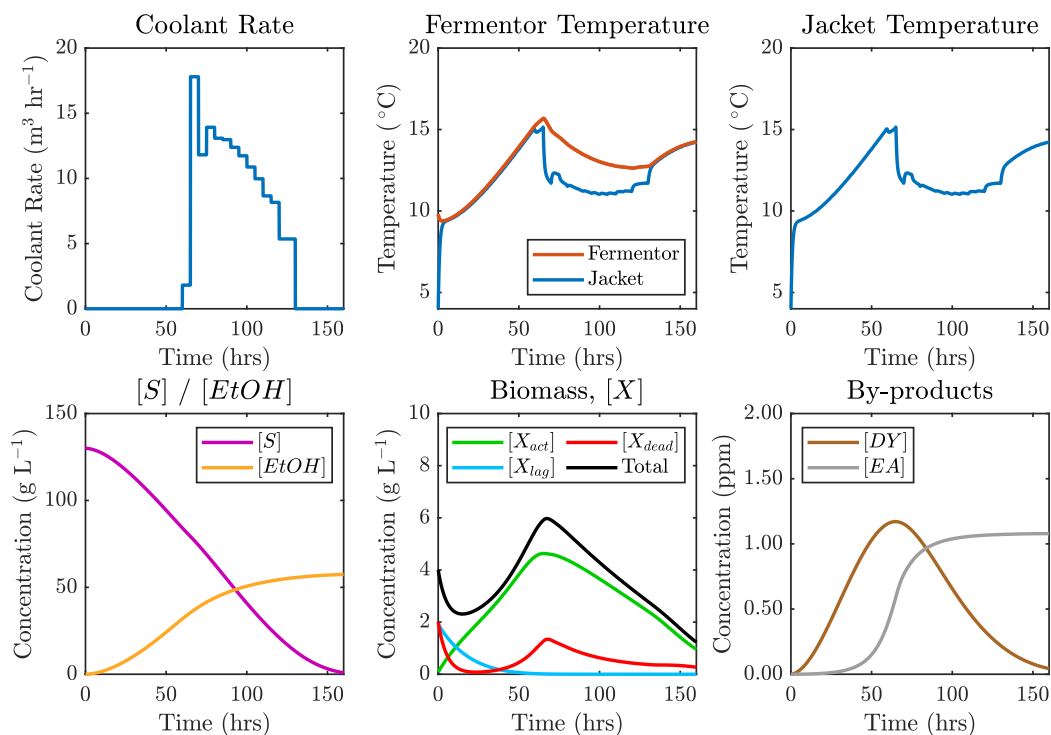 Coolant Rate
Coolant Rate (m³ hr⁻¹)
20
15
10
5
0
0 50 100 150
Time (hrs)
Fermentor Temperature
Temperature (°C)
20
15
10
5
Fermentor
Jacket
0 50 100 150
Time (hrs)
Jacket Temperature
Temperature (°C)
20
15
10
5
0 50 100 150
Time (hrs)
[S] / [EtOH]
Concentration (g L⁻¹)
150
100
50
0
[S]
[EtOH]
0 50 100 150
Time (hrs)
Biomass, [X]
Concentration (g L⁻¹)
10
8
6
4
2
0
[X_act] [X_dead]
[X_lag] Total
0 50 100 150
Time (hrs)
By-products
Concentration (ppm)
2.00
1.50
1.00
0.50
0.00
[DY]
[EA]
0 50 100 150
Time (hrs)